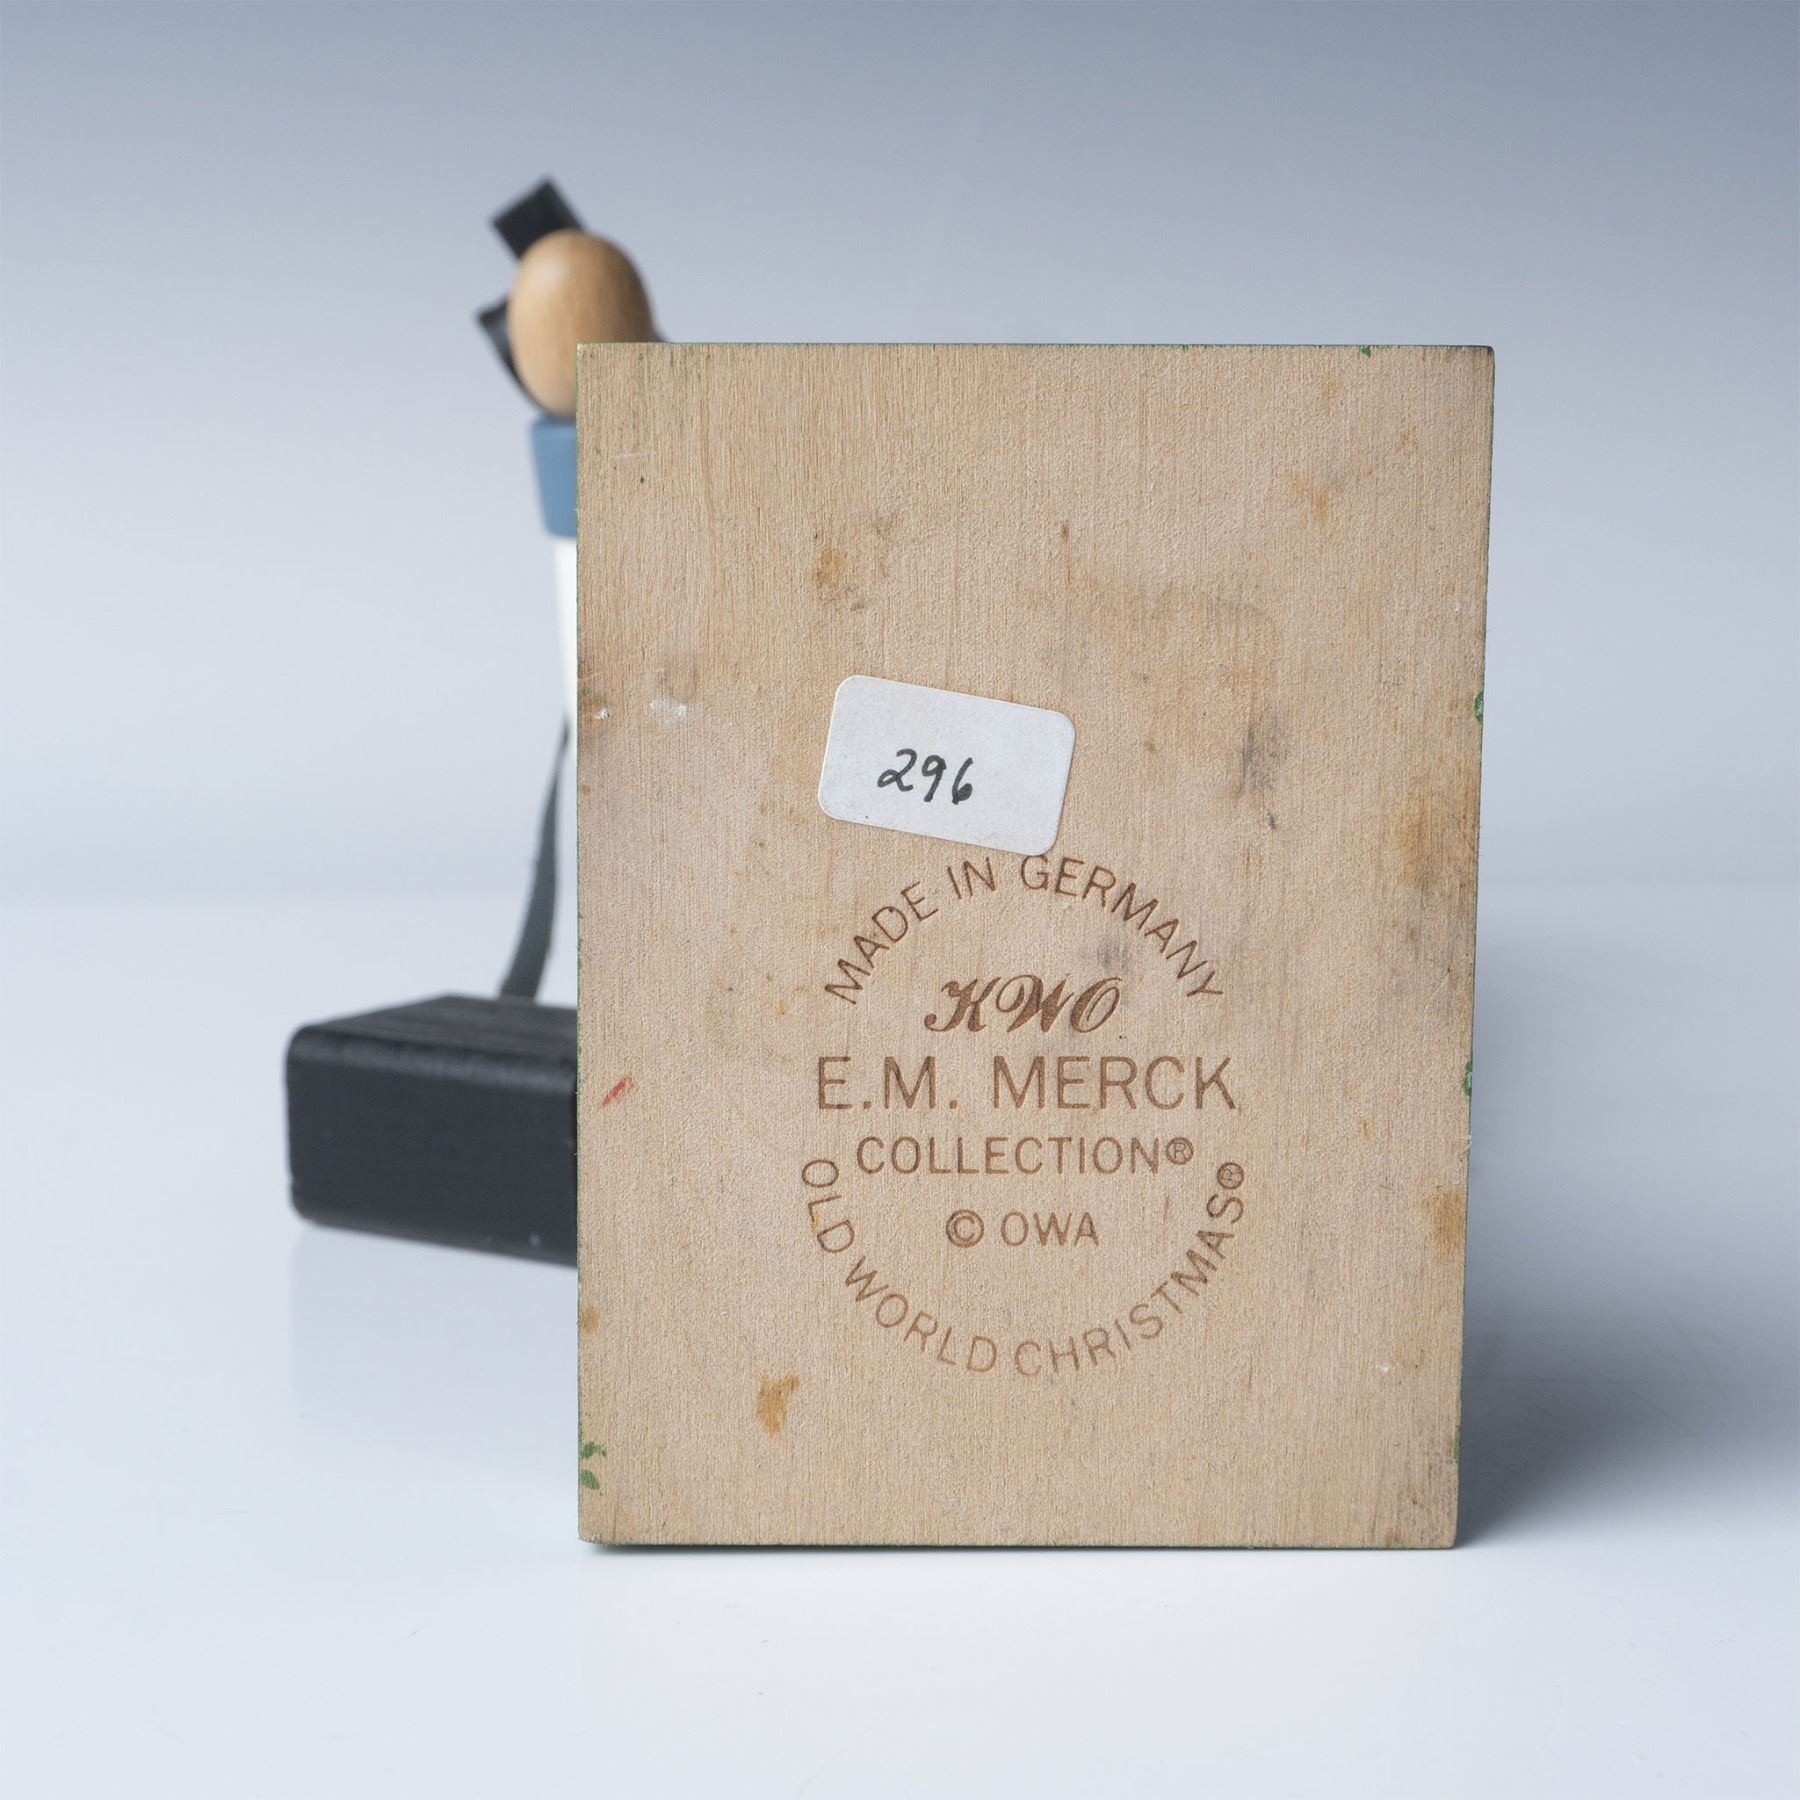 296
MADE IN GERMANY
KWO
E.M. MERCK
COLLECTION®
© OWA
OLD WORLD CHRISTMAS®